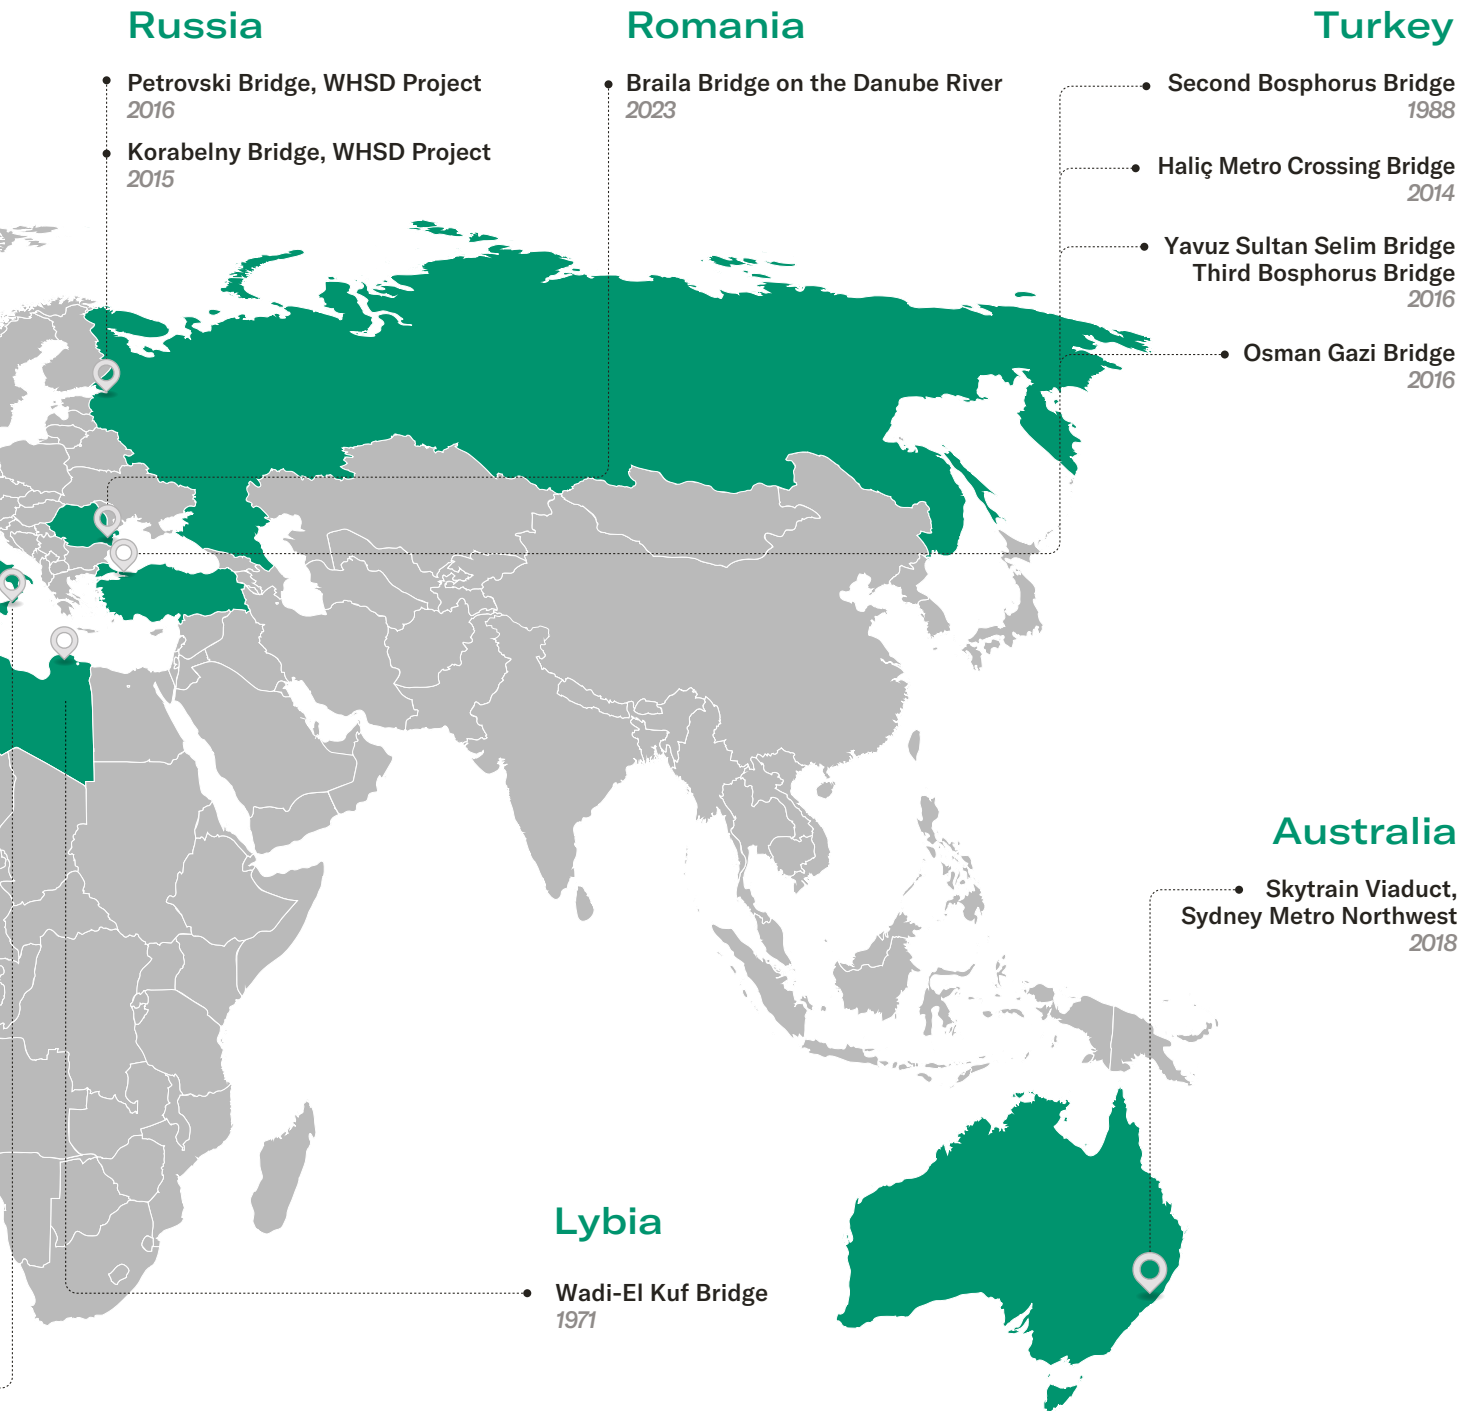 Russia
Petrovski Bridge, WHSD Project
2016
Korabelny Bridge, WHSD Project
2015
Romania
Braila Bridge on the Danube River
2023
Turkey
Second Bosphorus Bridge
1988
Haliç Metro Crossing Bridge
2014
Yavuz Sultan Selim Bridge
Third Bosphorus Bridge
2016
Osman Gazi Bridge
2016
Australia
Skytrain Viaduct,
Sydney Metro Northwest
2018
Lybia
Wadi-El Kuf Bridge
1971